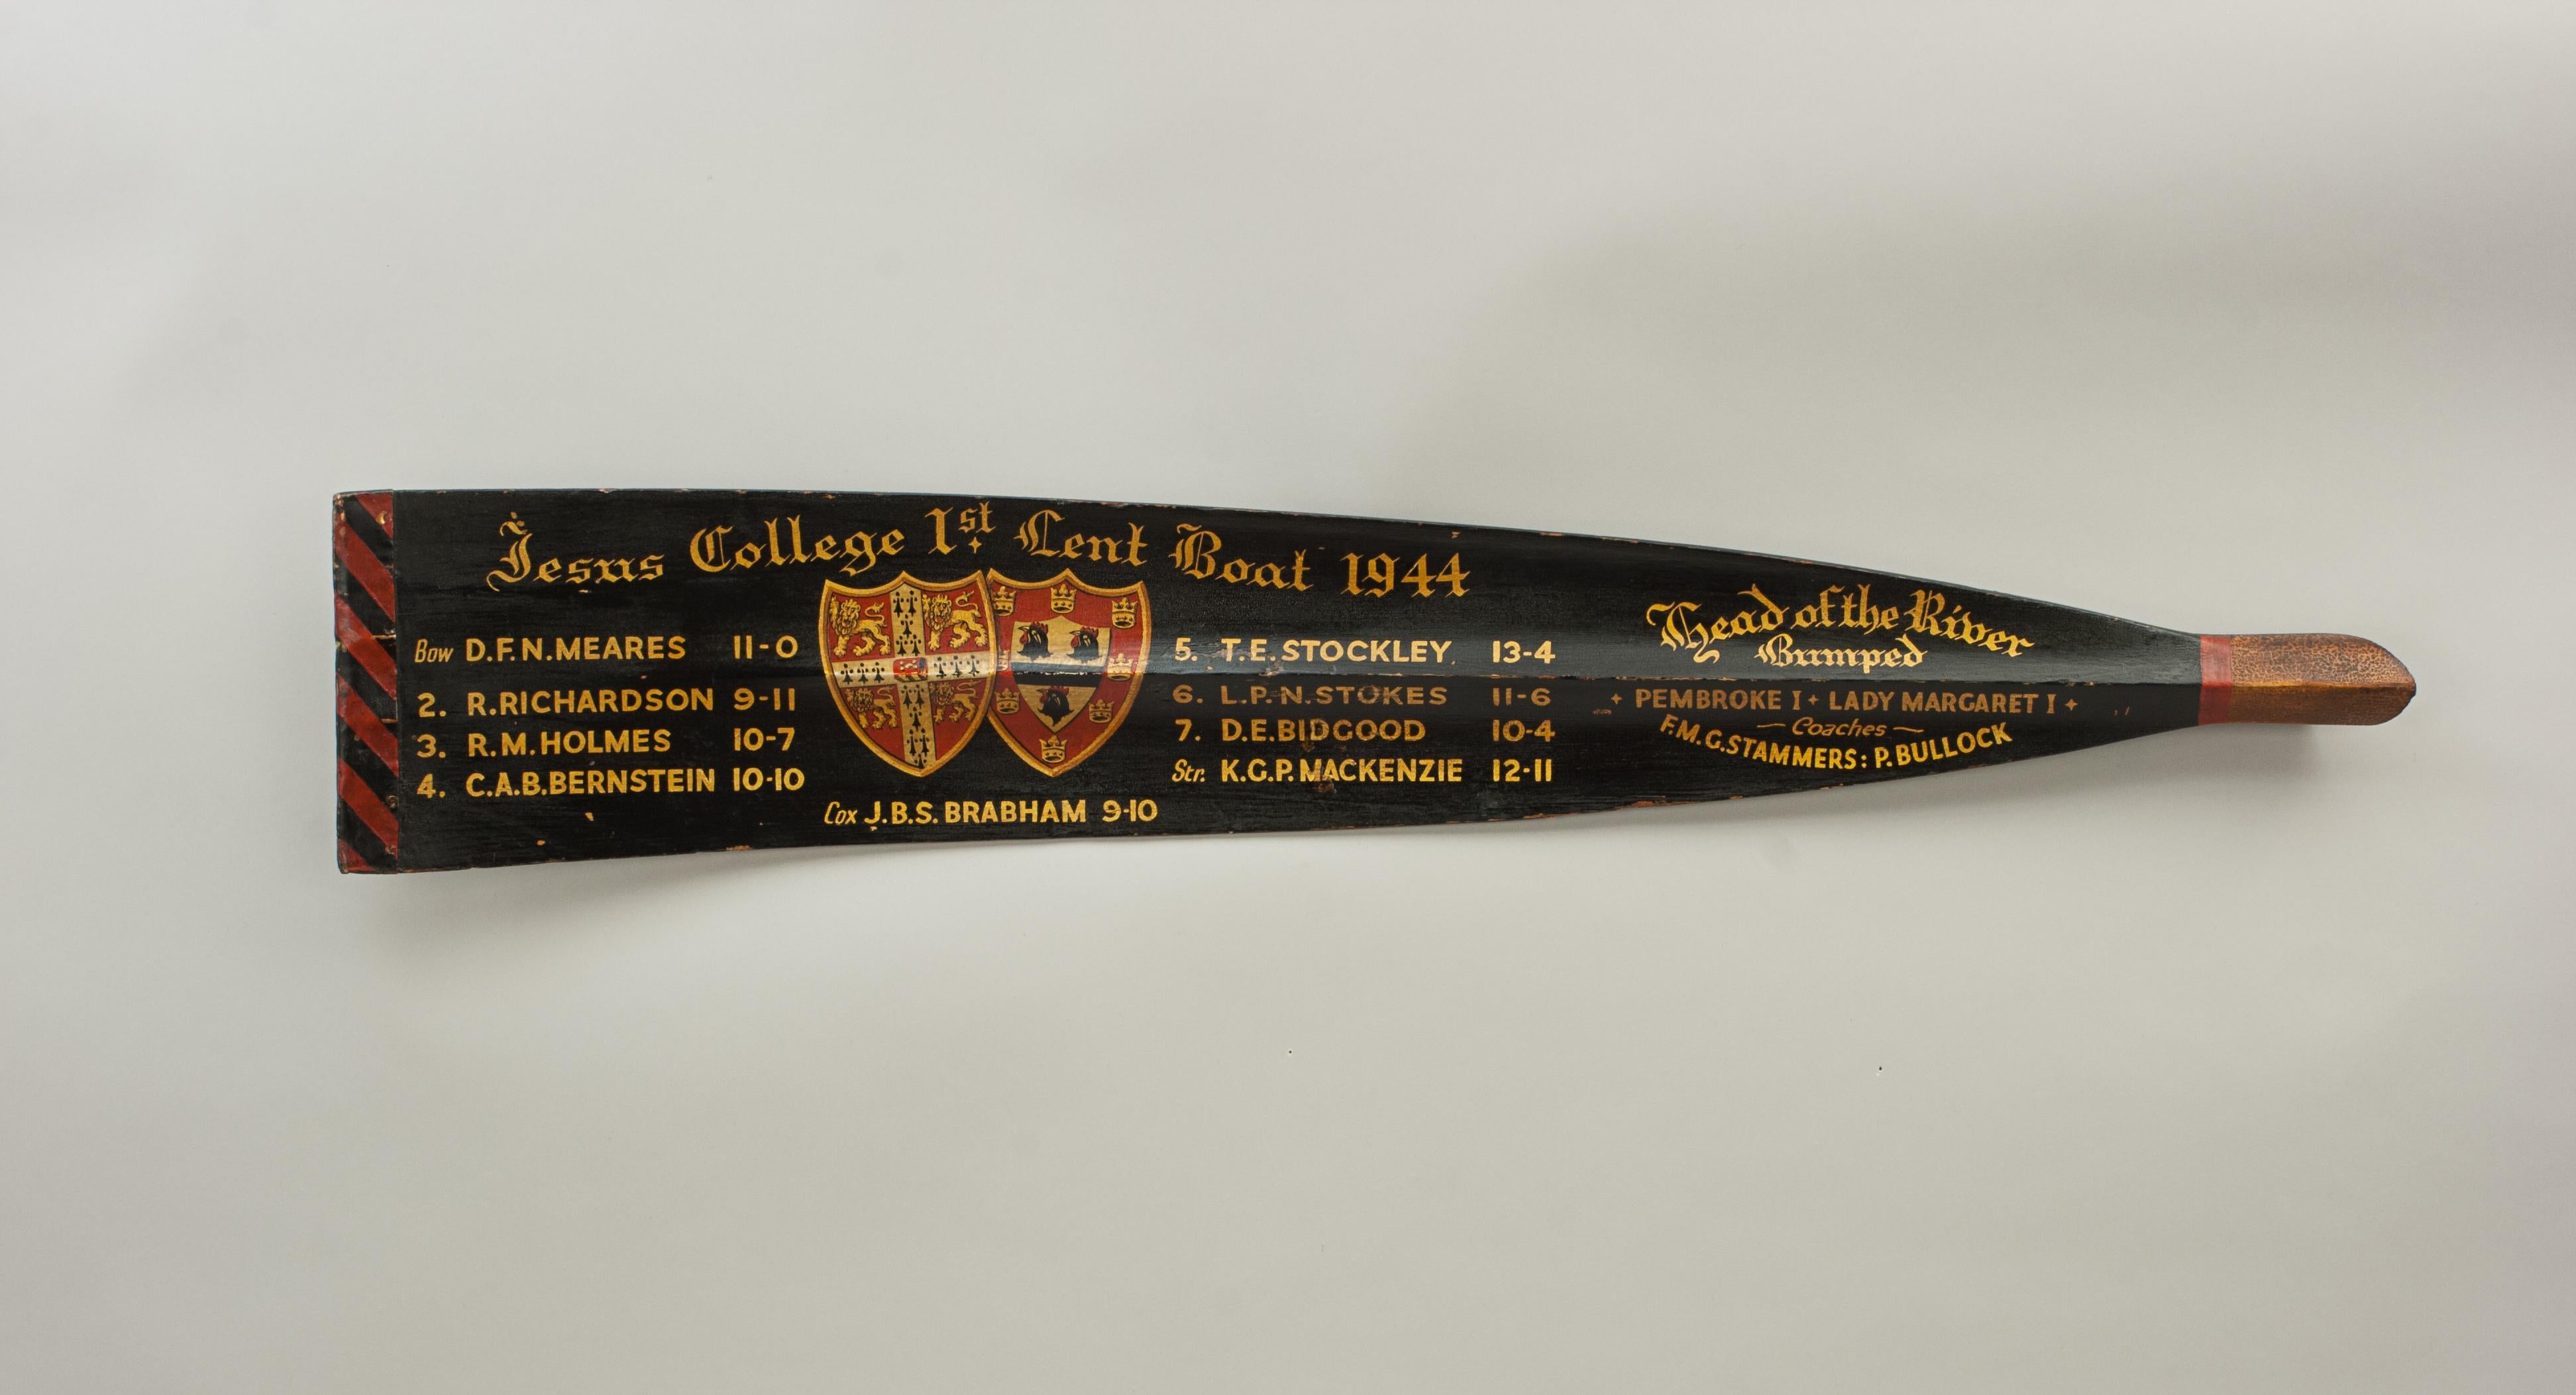 Jesus College 1st Lent Boat 1944
Bow D.F.N. MEARES 11-0
2. R. RICHARDSON 9-11
3. R.M. HOLMES 10-7
4. C.A.B. BERNSTEIN 10-10
5. T.E. STOCKLEY 13-4
6. L.P.N. STOKES 11-6
7. D.E. BIDGOOD 10-4
Str. K.G.P. MACKENZIE 12-11
Cox J.B.S. BRABHAM 9-10
Head of the River
Bumped
+ PEMBROKE I + LADY MARGARET I +
— Coaches —
F.M.G. STAMMERS: P. BULLOCK